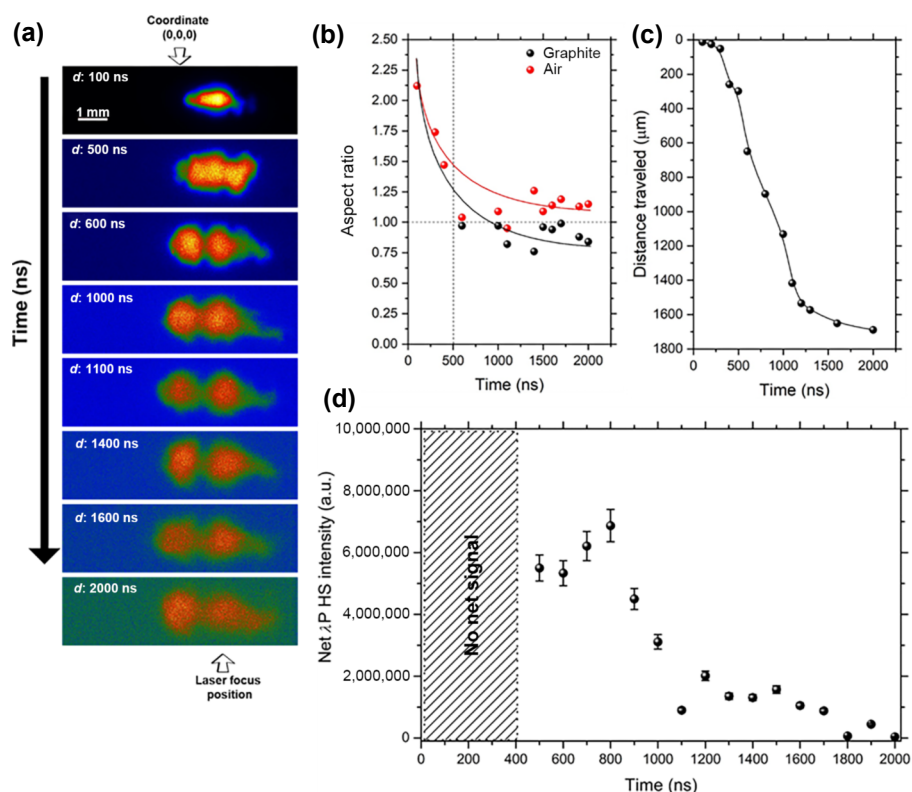 (a)
Coordinate
(0,0,0)
Time (ns)
d: 100 ns
1 mm
d: 500 ns
d: 600 ns
d: 1000 ns
d: 1100 ns
d: 1400 ns
d: 1600 ns
d: 2000 ns
Laser focus
position
(b)
Aspect ratio
2.50
2.25
2.00
1.75
1.50
1.25
1.00
0.75
0.50
0.25
0.00
Graphite
Air
0 500 1000 1500 2000
Time (ns)
(c)
Distance traveled (μm)
0
200
400
600
800
1000
1200
1400
1600
1800
0 500 1000 1500 2000
Time (ns)
(d)
Net λP HS intensity (a.u.)
10,000,000
8,000,000
6,000,000
4,000,000
2,000,000
0
No net signal
0 200 400 600 800 1000 1200 1400 1600 1800 2000
Time (ns)